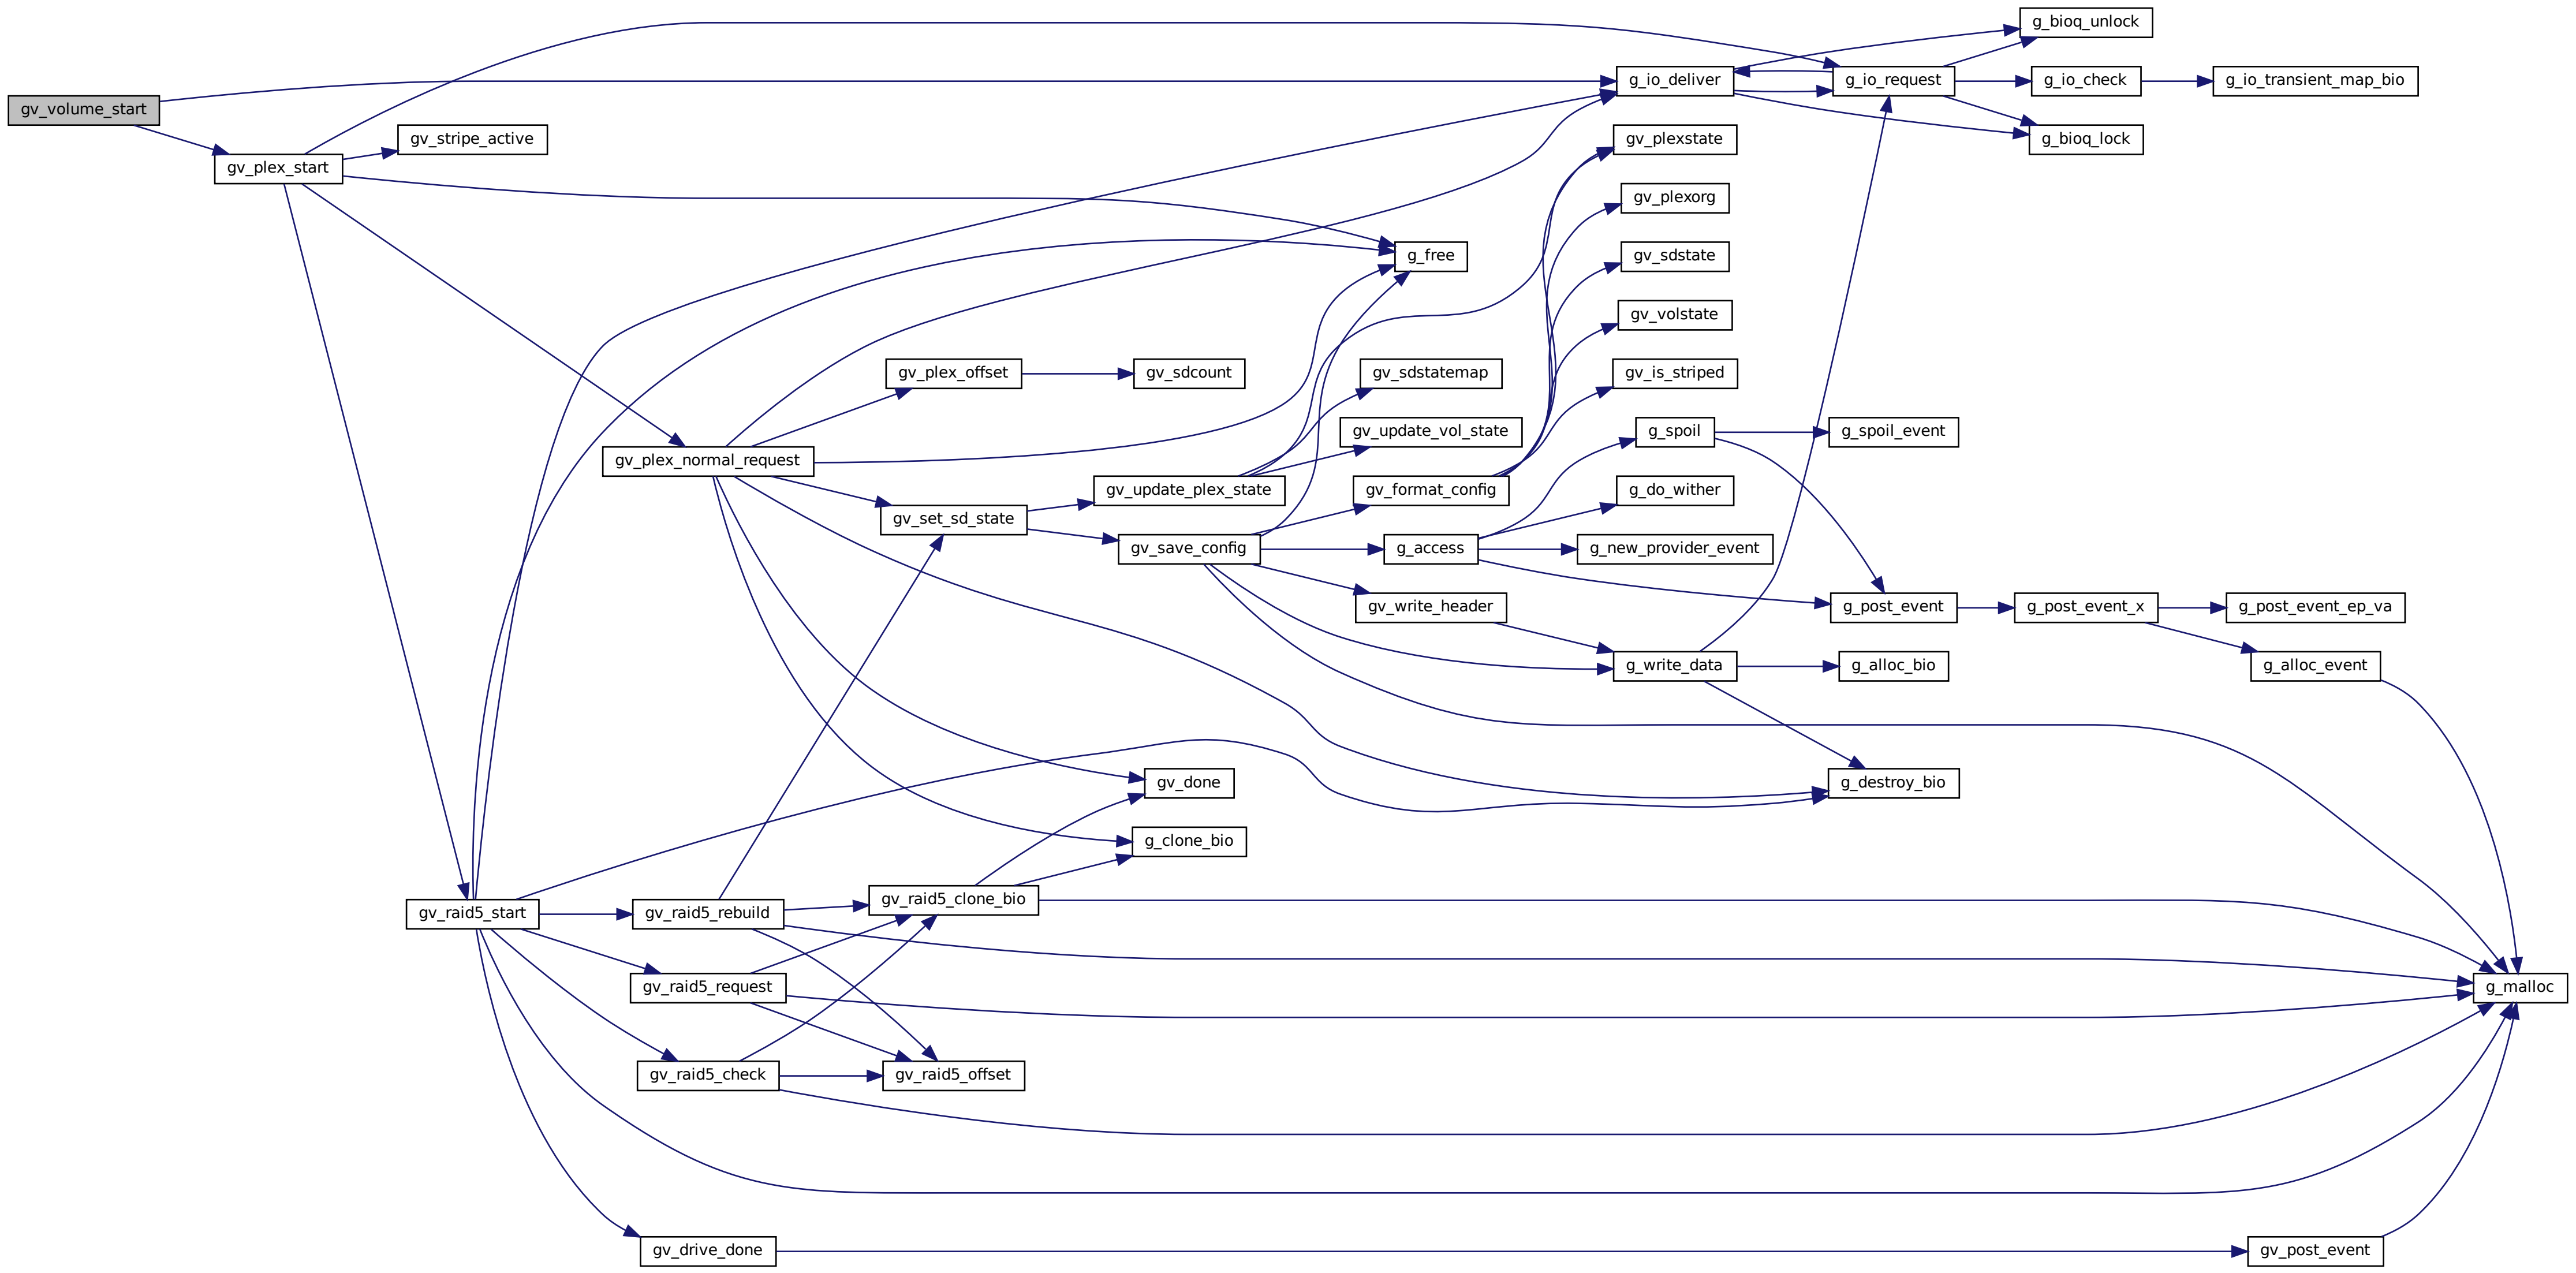 g_bioq_unlock
g_io_deliver
g_io_request
g_io_check
g_io_transient_map_bio
gv_volume_start
gv_stripe_active
gv_plexstate
g_bioq_lock
gv_plex_start
gv_plexorg
g_free
gv_sdstate
gv_volstate
gv_plex_offset
gv_sdcount
gv_sdstatemap
gv_is_striped
gv_update_vol_state
g_spoil
g_spoil_event
gv_plex_normal_request
gv_update_plex_state
gv_format_config
g_do_wither
gv_set_sd_state
gv_save_config
g_access
g_new_provider_event
gv_write_header
g_post_event
g_post_event_x
g_post_event_ep_va
g_write_data
g_alloc_bio
g_alloc_event
gv_done
g_destroy_bio
g_clone_bio
gv_raid5_start
gv_raid5_rebuild
gv_raid5_clone_bio
gv_raid5_request
g_malloc
gv_raid5_check
gv_raid5_offset
gv_drive_done
gv_post_event